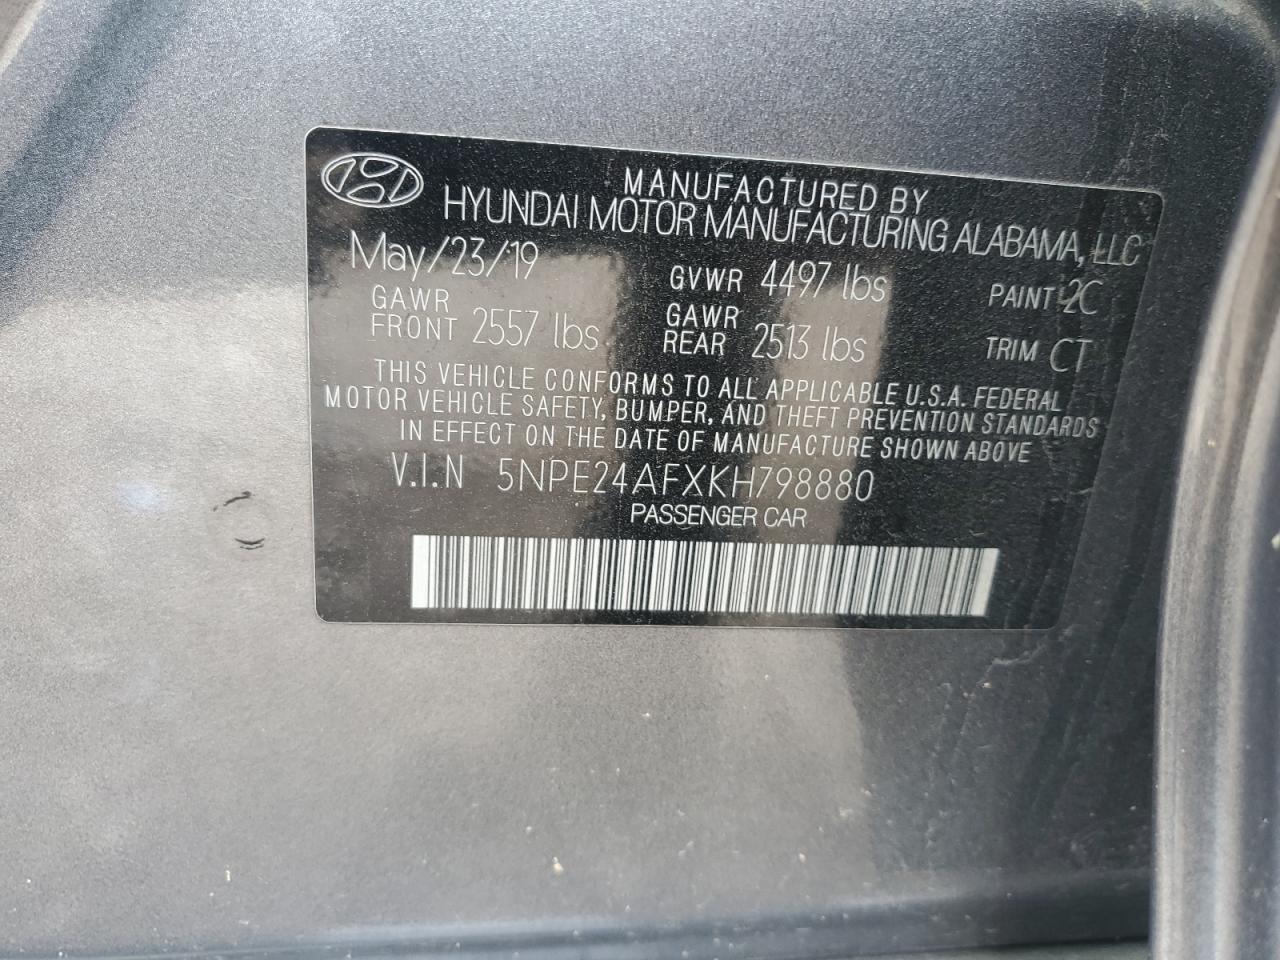 MANUFACTURED BY
HYUNDAI MOTOR MANUFACTURING ALABAMA, LLC
May/23/19 GVWR 4497 lbs PAINT 2C
GAWR FRONT 2557 lbs GAWR REAR 2513 lbs TRIM CT
THIS VEHICLE CONFORMS TO ALL APPLICABLE U.S.A. FEDERAL
MOTOR VEHICLE SAFETY, BUMPER, AND THEFT PREVENTION STANDARDS
IN EFFECT ON THE DATE OF MANUFACTURE SHOWN ABOVE
V.I.N 5NPE24AFXKH798880
PASSENGER CAR